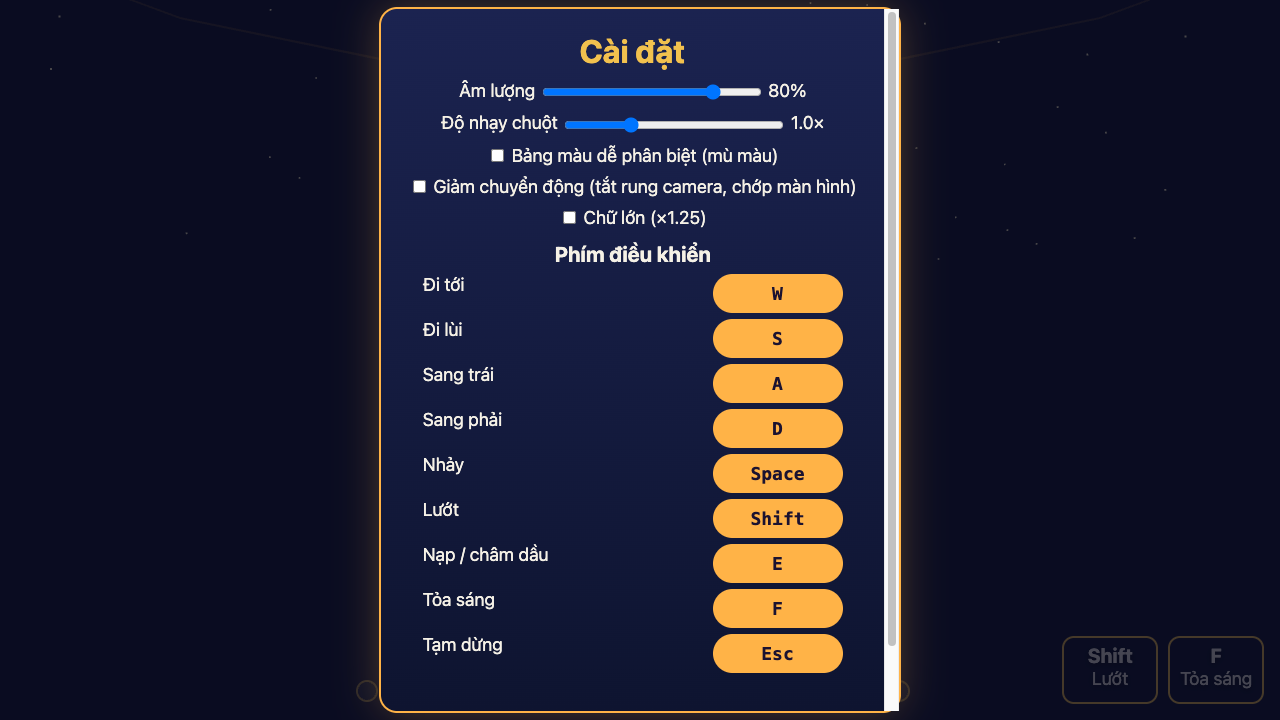 Cài đặt
Âm lượng 80%
Độ nhạy chuột 1.0×
Bảng màu dễ phân biệt (mù màu)
Giảm chuyển động (tắt rung camera, chớp màn hình)
Chữ lớn (×1.25)
Phím điều khiển
Đi tới W
Đi lùi S
Sang trái A
Sang phải D
Nhảy Space
Lướt Shift
Nạp / châm dầu E
Tỏa sáng F
Tạm dừng Esc
Shift
Lướt
F
Tỏa sáng